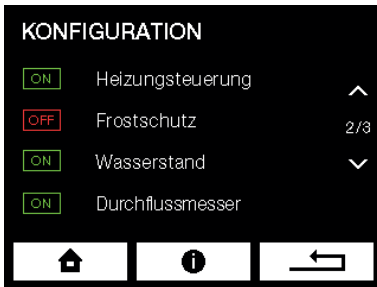 KONFIGURATION
ON Heizungsteuerung
OFF Frostschutz
2/3
ON Wasserstand
ON Durchflussmesser